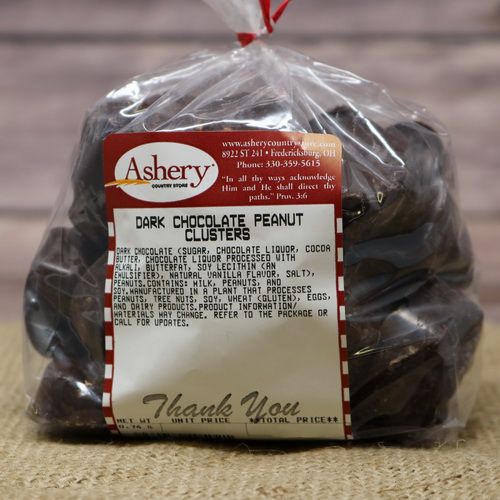 Ashery
COUNTRY STORE
www.asherycountrystore.com
8922 ST 241 • Fredericksburg, OH
Phone: 330-359-5615
"In all thy ways acknowledge
Him and He shall direct thy
paths." Prov. 3:6
DARK CHOCOLATE PEANUT
CLUSTERS
DARK CHOCOLATE (SUGAR, CHOCOLATE LIQUOR, COCOA
BUTTER, CHOCOLATE LIQUOR PROCESSED WITH
ALKALI, BUTTERFAT, SOY LECITHIN (AN
EMULSIFIER), NATURAL VANILLA FLAVOR, SALT),
PEANUTS.CONTAINS: MILK, PEANUTS, AND
SOY.MANUFACTURED IN A PLANT THAT PROCESSES
PEANUTS, TREE NUTS, SOY, WHEAT (GLUTEN), EGGS,
AND DAIRY PRODUCTS.PRODUCT INFORMATION/
MATERIALS MAY CHANGE. REFER TO THE PACKAGE OR
CALL FOR UPDATES.
Thank You
NET WT UNIT PRICE **TOTAL PRICE**